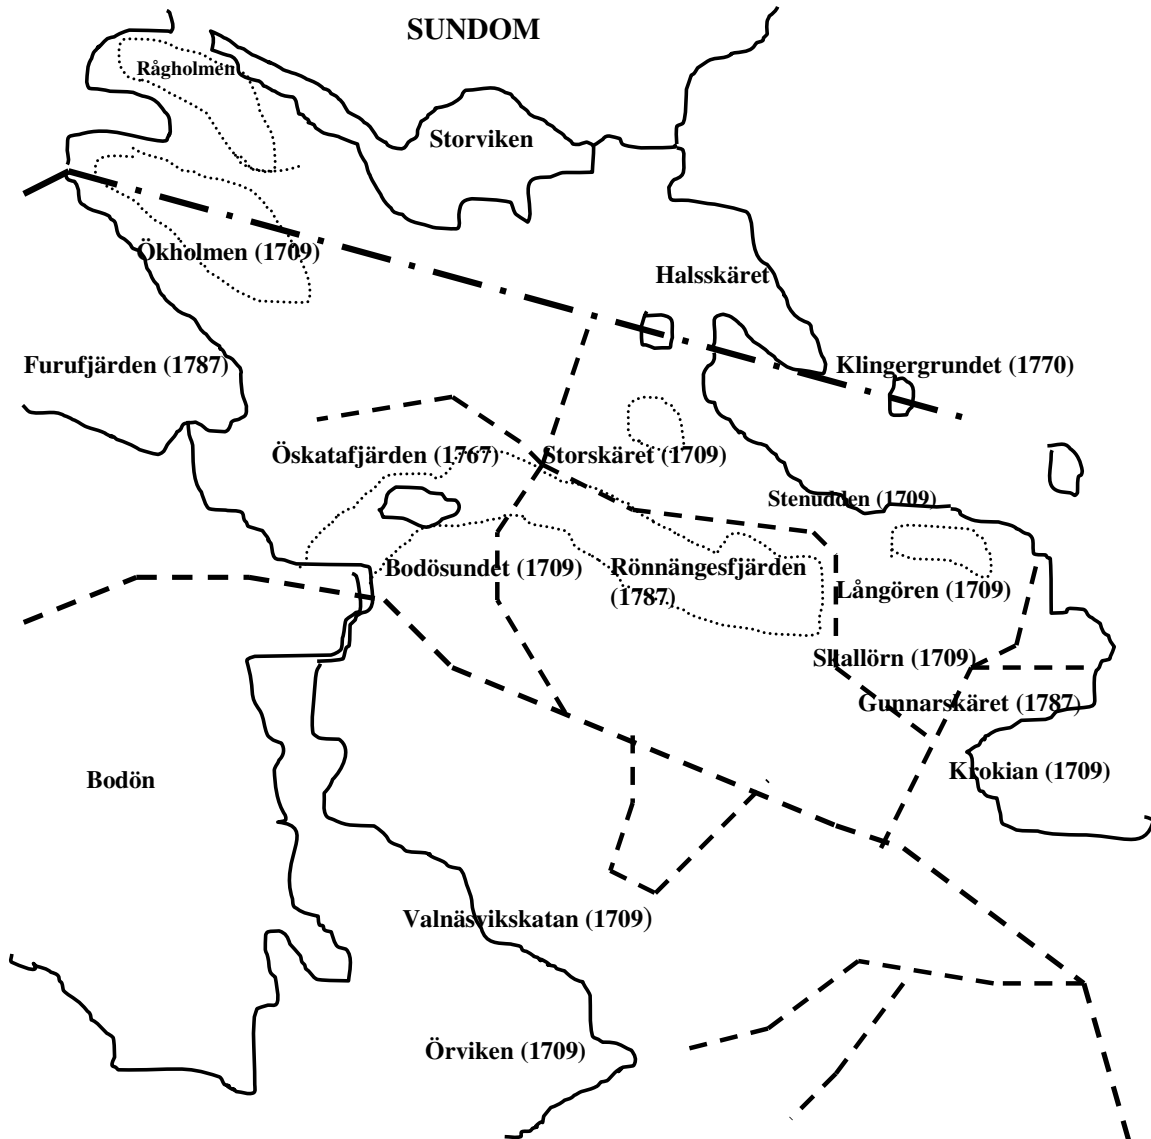 SUNDOM
Rågholmen
Storviken
Ökholmen (1709)
Halsskäret
Furufjärden (1787)
Klingergrundet (1770)
Öskatafjärden (1767)
Storskäret (1709)
Stenudden (1709)
Bodösundet (1709)
Rönnängesfjärden
(1787)
Långören (1709)
Skallörn (1709)
Gunnarskäret (1787)
Krokian (1709)
Bodön
Valnäsvikskatan (1709)
Örviken (1709)